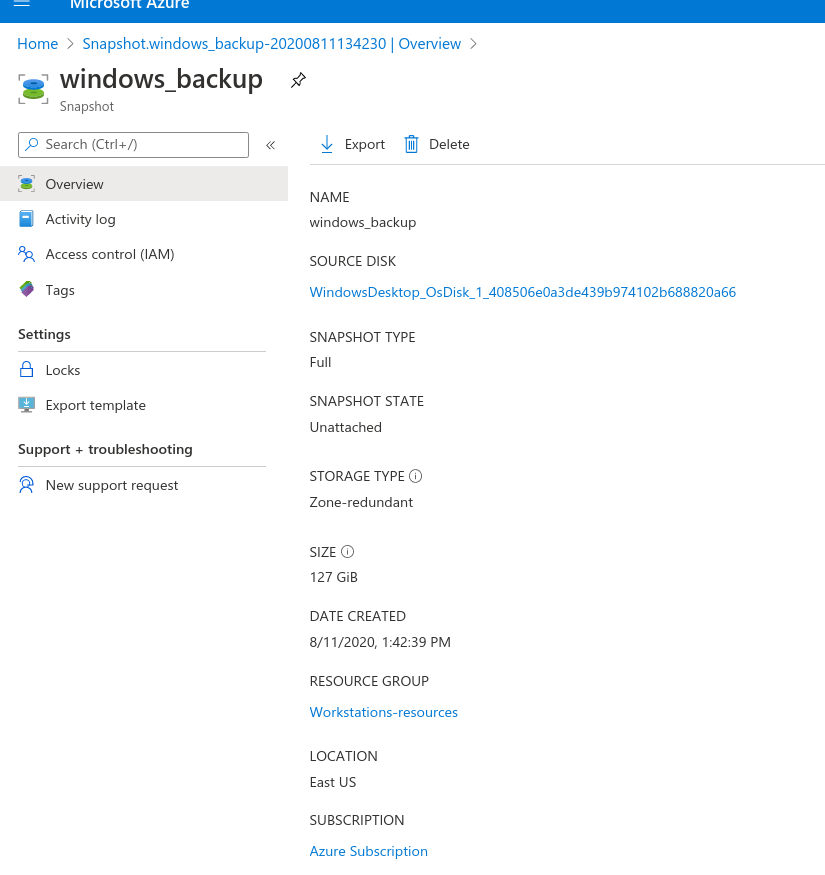 Microsoft Azure
Home > Snapshot.windows_backup-20200811134230 | Overview >
windows_backup
Snapshot
Search (Ctrl+/)
«
Overview
Activity log
Access control (IAM)
Tags
Settings
Locks
Export template
Support + troubleshooting
New support request
Export Delete
NAME
windows_backup
SOURCE DISK
WindowsDesktop_OsDisk_1_408506e0a3de439b974102b688820a66
SNAPSHOT TYPE
Full
SNAPSHOT STATE
Unattached
STORAGE TYPE
Zone-redundant
SIZE
127 GiB
DATE CREATED
8/11/2020, 1:42:39 PM
RESOURCE GROUP
Workstations-resources
LOCATION
East US
SUBSCRIPTION
Azure Subscription